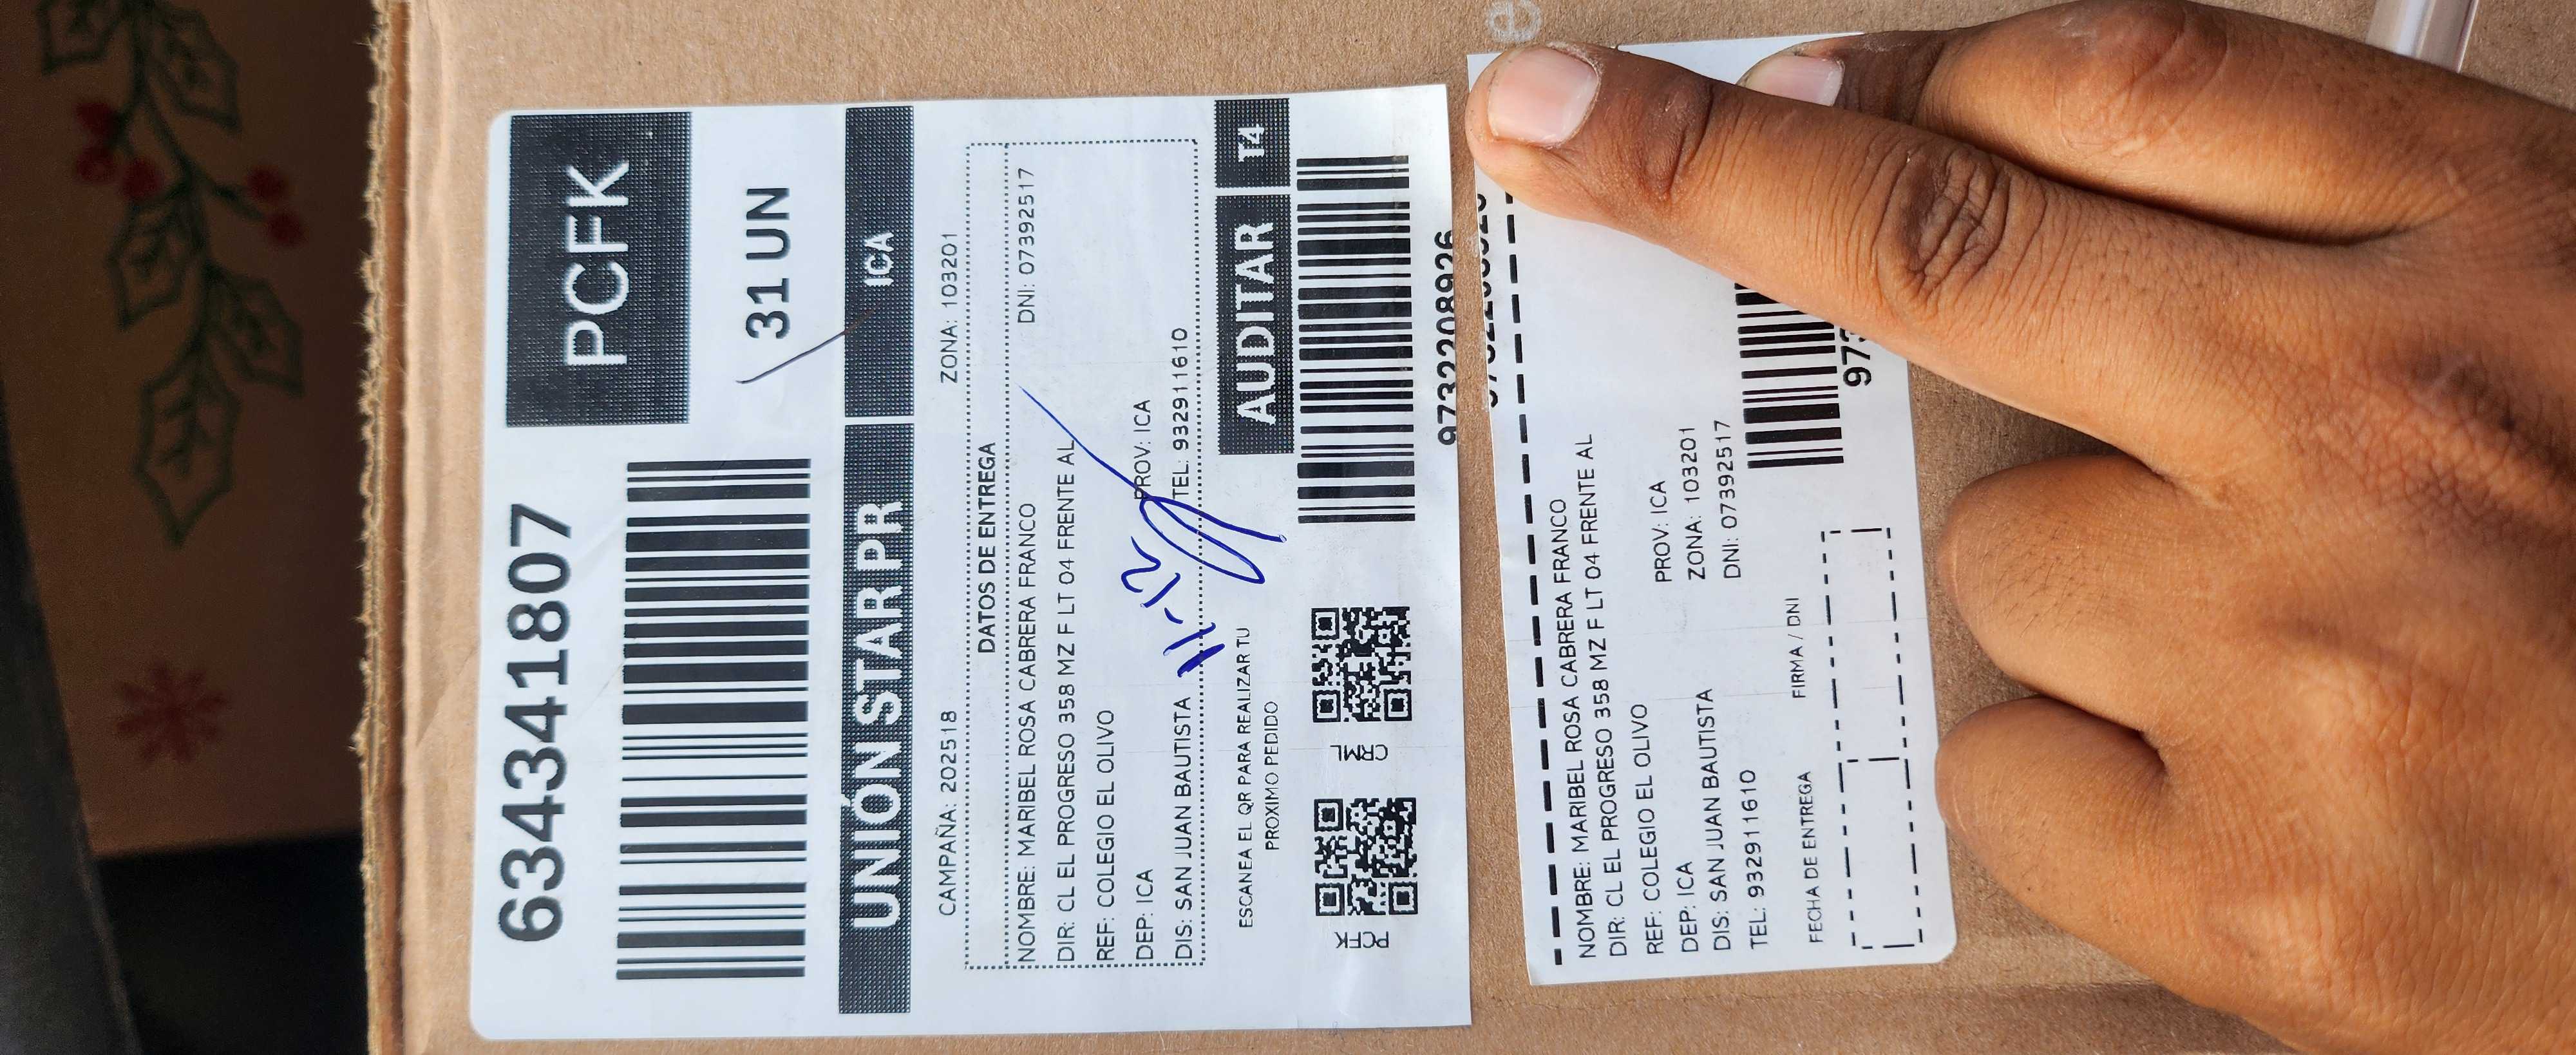 6343441807
PCFK
31 UN
UNIÓN STAR PR
ICA
CAMPAÑA: 202518
ZONA: 103201
DATOS DE ENTREGA
NOMBRE: MARIBEL ROSA CABRERA FRANCO
DNI: 07392517
DIR: CL EL PROGRESO 358 MZ F LT 04 FRENTE AL
REF: COLEGIO EL OLIVO
DEP: ICA
PROV: ICA
DIS: SAN JUAN BAUTISTA
TEL: 932911610
11-12
ESCANEA EL QR PARA REALIZAR TU
PROXIMO PEDIDO
AUDITAR
T4
PCFK
CRML
9732208926
NOMBRE: MARIBEL ROSA CABRERA FRANCO
DIR: CL EL PROGRESO 358 MZ F LT 04 FRENTE AL
REF: COLEGIO EL OLIVO
DEP: ICA
PROV: ICA
DIS: SAN JUAN BAUTISTA
ZONA: 103201
TEL: 932911610
DNI: 07392517
FECHA DE ENTREGA
FIRMA / DNI
973